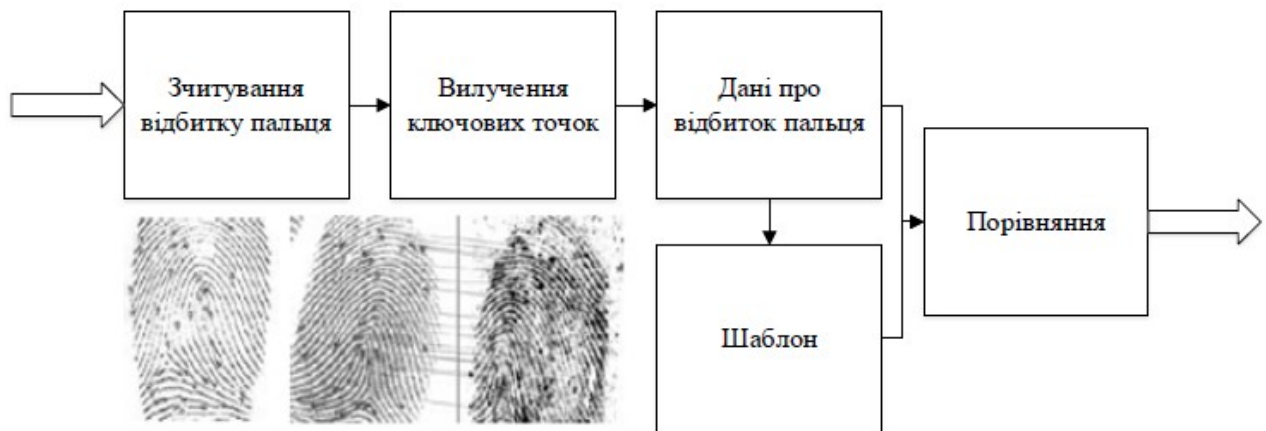 Зчитування
відбитку пальця
Вилучення
ключових точок
Дані про
відбиток пальця
Порівняння
Шаблон